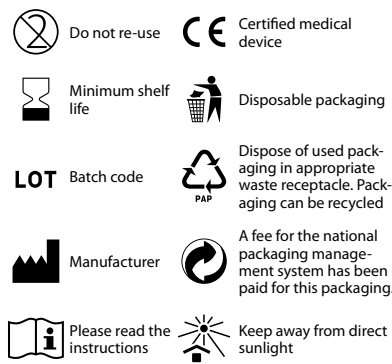 Do not re-use
CE
Certified medical
device
Minimum shelf
life
Disposable packaging
LOT
Batch code
PAP
Dispose of used pack-
aging in appropriate
waste receptacle. Pack-
aging can be recycled
Manufacturer
A fee for the national
packaging manage-
ment system has been
paid for this packaging.
i
Please read the
instructions
Keep away from direct
sunlight